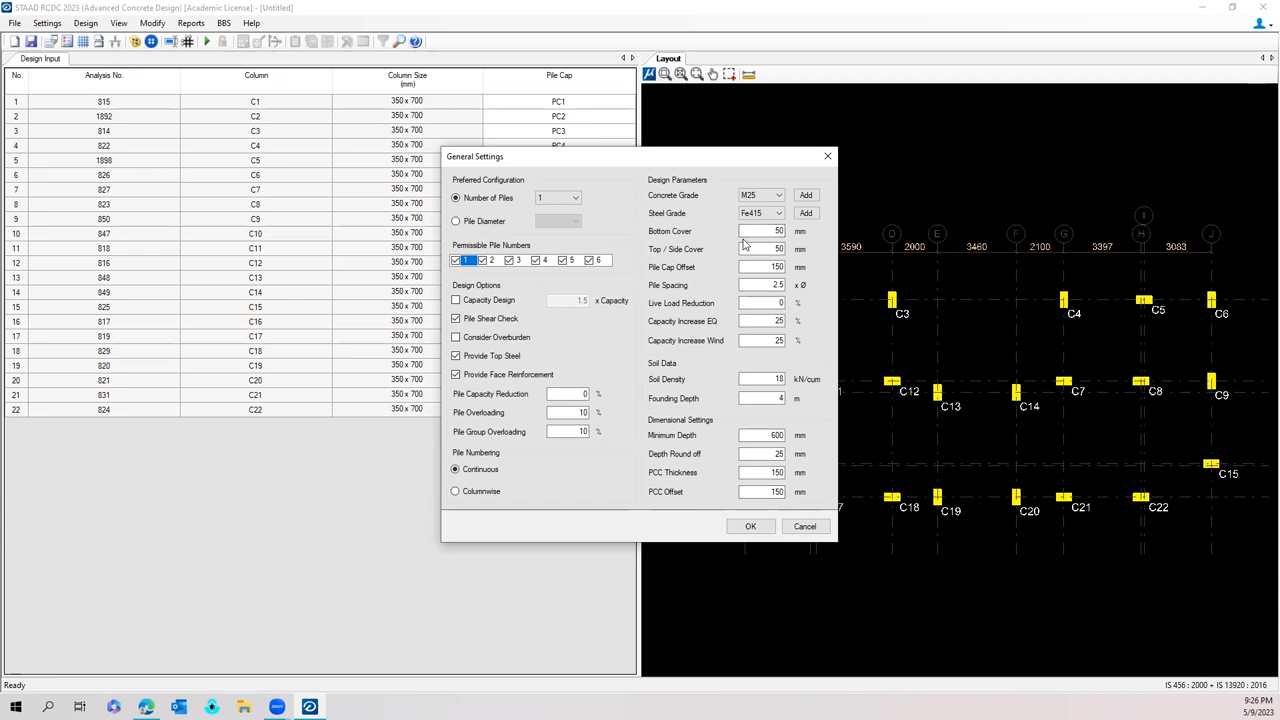 STAAD RCDC 2023 (Advanced Concrete Design) [Academic License] - [Untitled]
File Settings Design View Modify Reports BBS Help
Design Input
Layout
No. Analysis No. Column Column Size (mm) Pile Cap
1 815 C1 350 x 700 PC1
2 1892 C2 350 x 700 PC2
3 814 C3 350 x 700 PC3
4 822 C4 350 x 700 PC4
5 1898 C5 350 x 700
6 826 C6 350 x 700
7 827 C7 350 x 700
8 823 C8 350 x 700
9 850 C9 350 x 700
10 847 C10 350 x 700
11 818 C11 350 x 700
12 816 C12 350 x 700
13 848 C13 350 x 700
14 849 C14 350 x 700
15 825 C15 350 x 700
16 817 C16 350 x 700
17 819 C17 350 x 700
18 829 C18 350 x 700
19 820 C19 350 x 700
20 821 C20 350 x 700
21 831 C21 350 x 700
22 824 C22 350 x 700
General Settings
Preferred Configuration
Number of Piles 1
Pile Diameter
Permissible Pile Numbers
1 2 3 4 5 6
Design Options
Capacity Design 1.5 x Capacity
Pile Shear Check
Consider Overburden
Provide Top Steel
Provide Face Reinforcement
Pile Capacity Reduction 0 %
Pile Overloading 10 %
Pile Group Overloading 10 %
Pile Numbering
Continuous
Columnwise
Design Parameters
Concrete Grade M25 Add
Steel Grade Fe415 Add
Bottom Cover 50 mm
Top / Side Cover 50 mm
Pile Cap Offset 150 mm
Pile Spacing 2.5 x Ø
Live Load Reduction 0 %
Capacity Increase EQ 25 %
Capacity Increase Wind 25 %
Soil Data
Soil Density 18 kN/cum
Founding Depth 4 m
Dimensional Settings
Minimum Depth 600 mm
Depth Round off 25 mm
PCC Thickness 150 mm
PCC Offset 150 mm
OK Cancel
I
D E F G H J
3590 2000 3460 2100 3397 3083
C3 C4 C5 C6
1 C12 C13 C14 C7 C8 C9
C15
7 C18 C19 C20 C21 C22
Ready
IS 456 : 2000 + IS 13920 : 2016
9:26 PM
5/9/2023